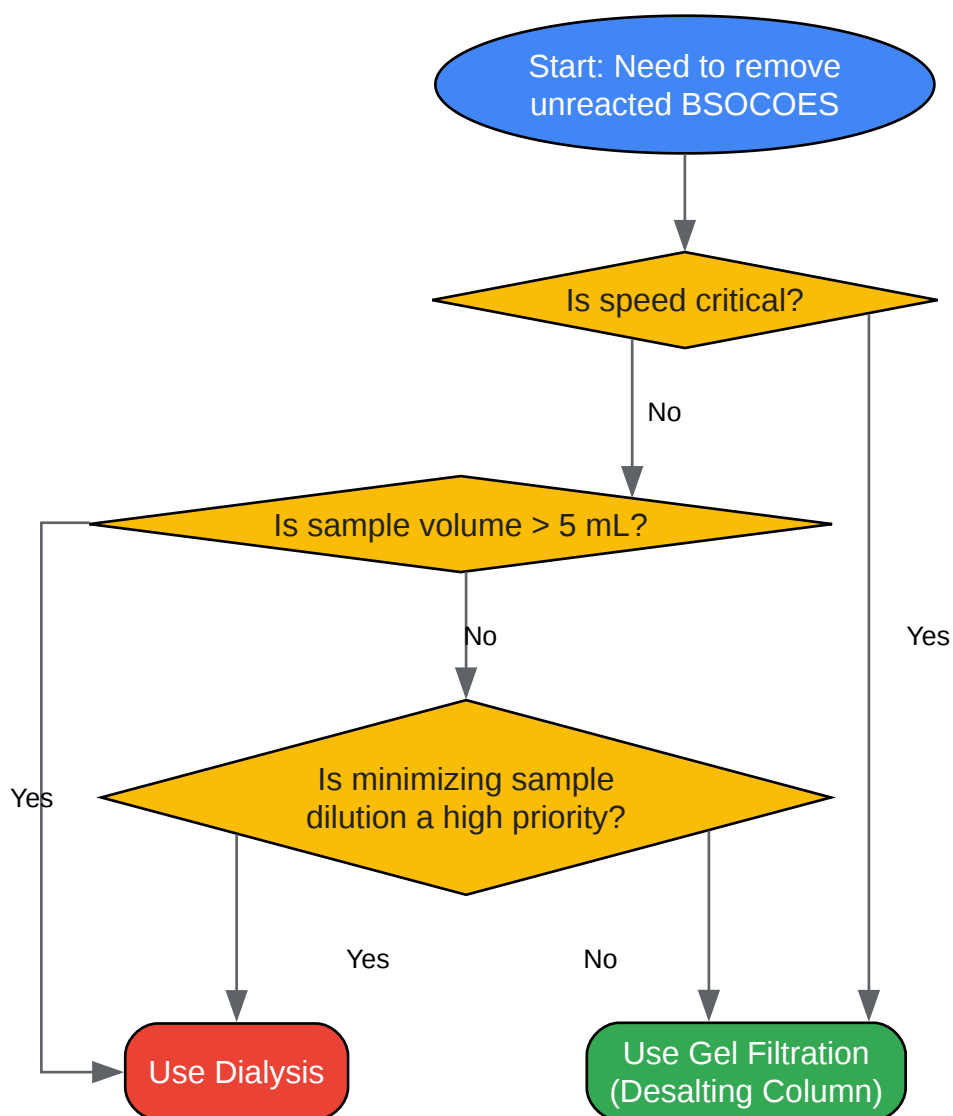 Start: Need to remove
unreacted BSOCOES
Is speed critical?
No
Is sample volume > 5 mL?
No
Yes
Is minimizing sample
dilution a high priority?
Yes
Yes
No
Use Dialysis
Use Gel Filtration
(Desalting Column)